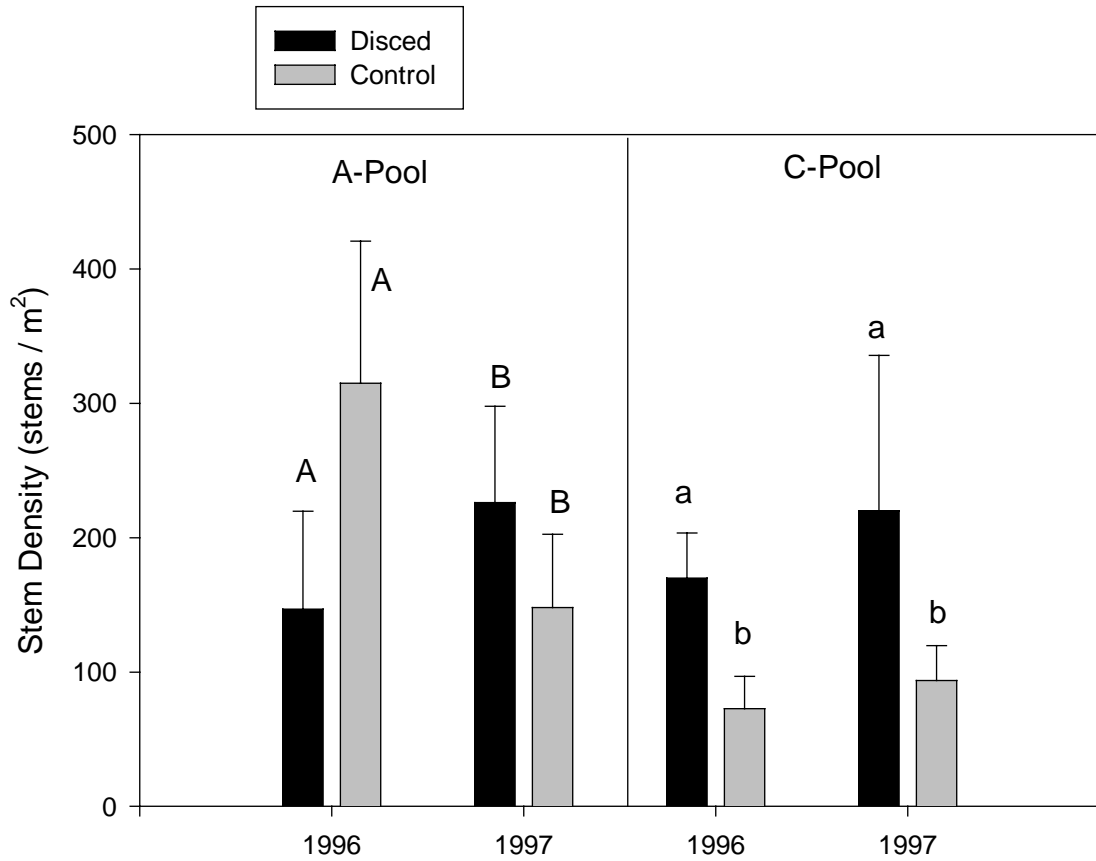 Disced
Control
Stem Density (stems / m²)
500
400
300
200
100
0
A-Pool
C-Pool
A
A
B
B
a
b
a
b
1996
1997
1996
1997